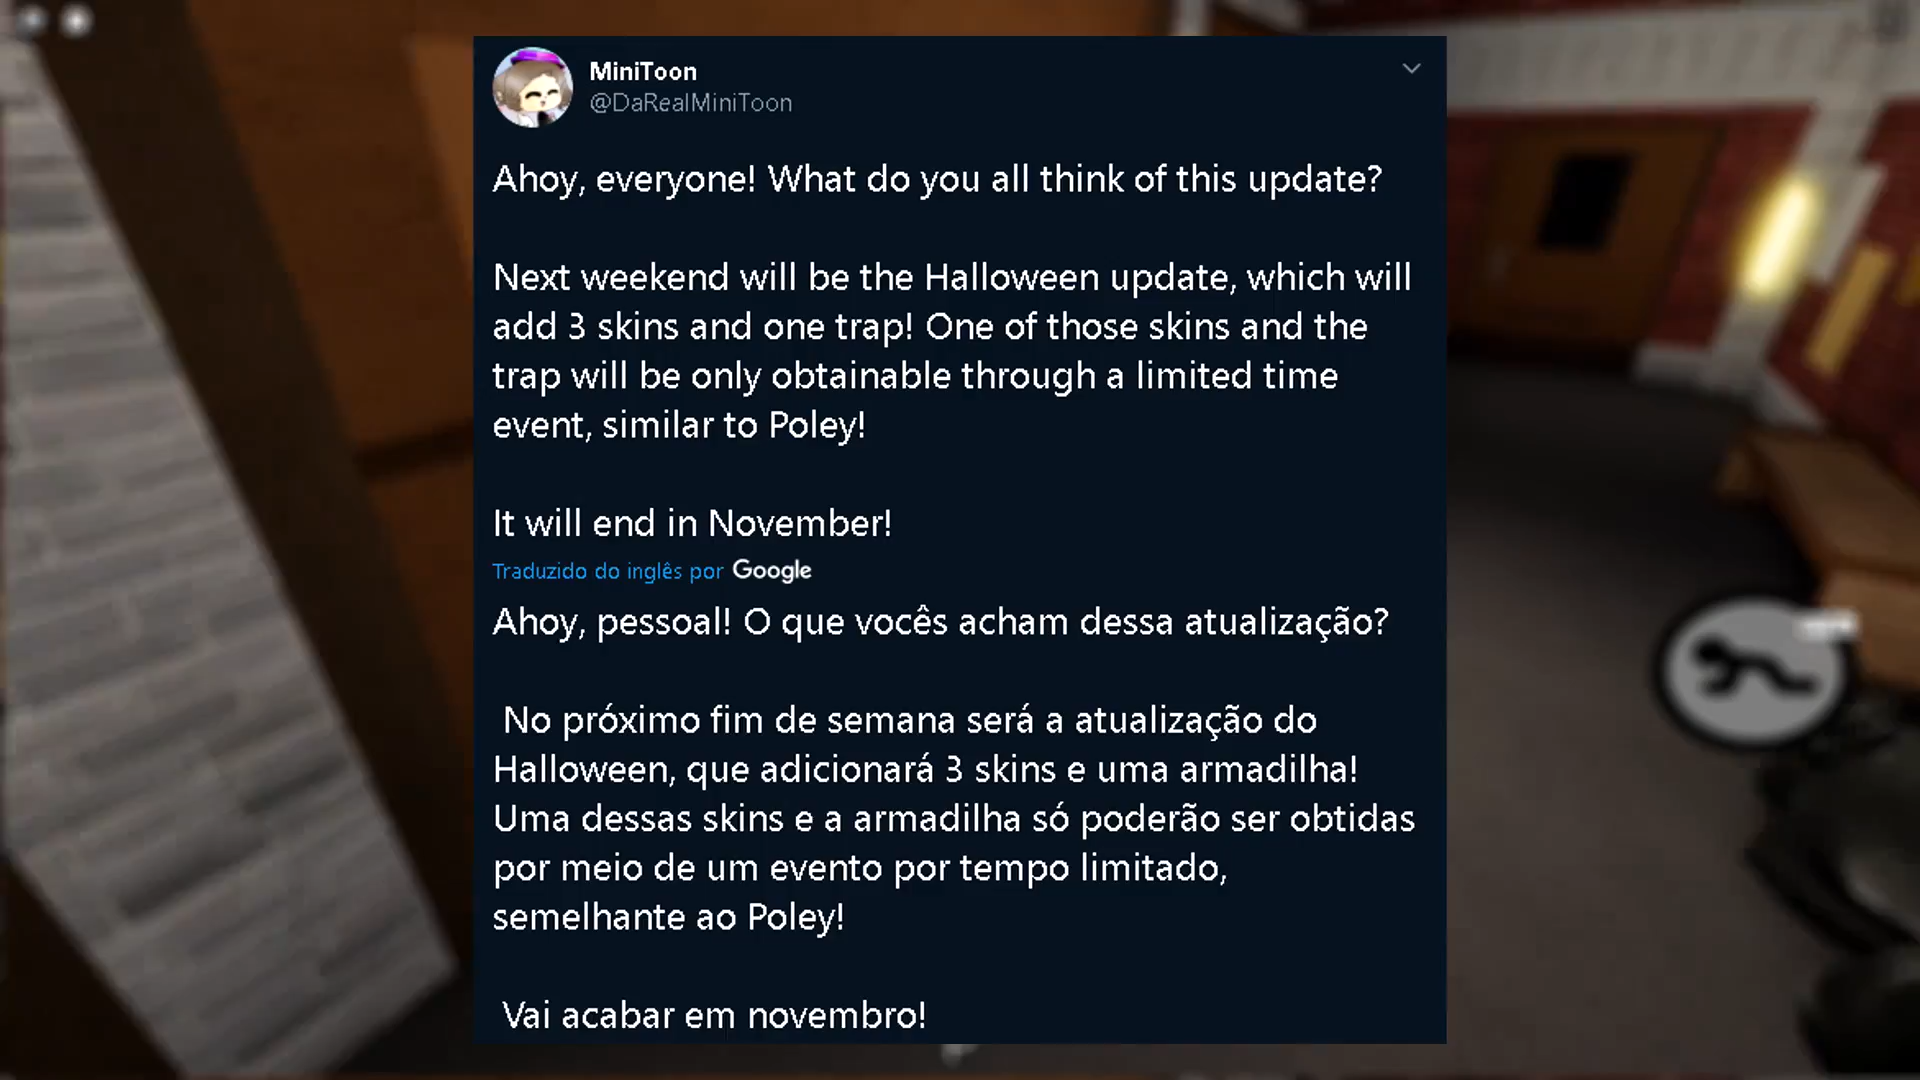 MiniToon
@DaRealMiniToon
Ahoy, everyone! What do you all think of this update?
Next weekend will be the Halloween update, which will
add 3 skins and one trap! One of those skins and the
trap will be only obtainable through a limited time
event, similar to Poley!
It will end in November!
Traduzido do inglês por Google
Ahoy, pessoal! O que vocês acham dessa atualização?
No próximo fim de semana será a atualização do
Halloween, que adicionará 3 skins e uma armadilha!
Uma dessas skins e a armadilha só poderão ser obtidas
por meio de um evento por tempo limitado,
semelhante ao Poley!
Vai acabar em novembro!